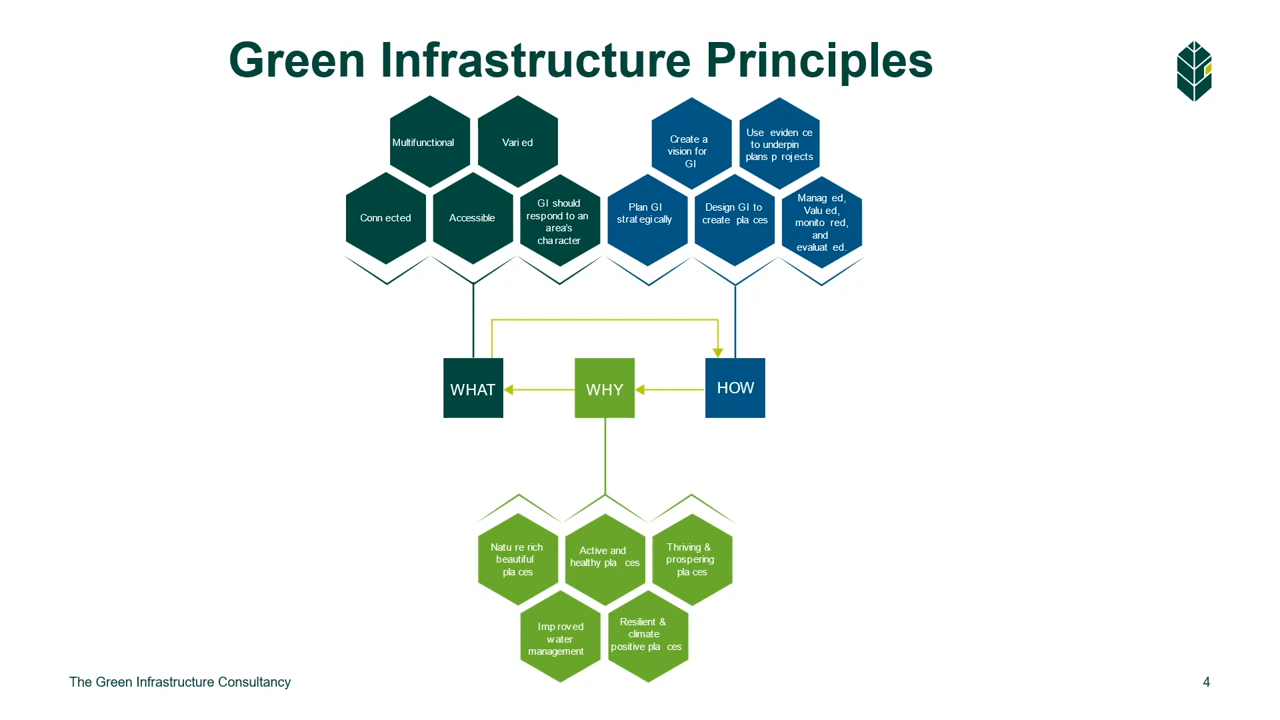 Green Infrastructure Principles
Multifunctional
Vari ed
Conn ected
Accessible
GI should
respond to an
area's
cha racter
Create a
vision for
GI
Use eviden ce
to underpin
plans p rojects
Plan GI
strategically
Design GI to
create pla ces
Manag ed,
Valu ed,
monito red,
and
evaluat ed.
WHAT
WHY
HOW
Natu re rich
beautiful
pla ces
Active and
healthy pla ces
Thriving &
prospering
pla ces
Imp roved
water
management
Resilient &
climate
positive pla ces
The Green Infrastructure Consultancy
4